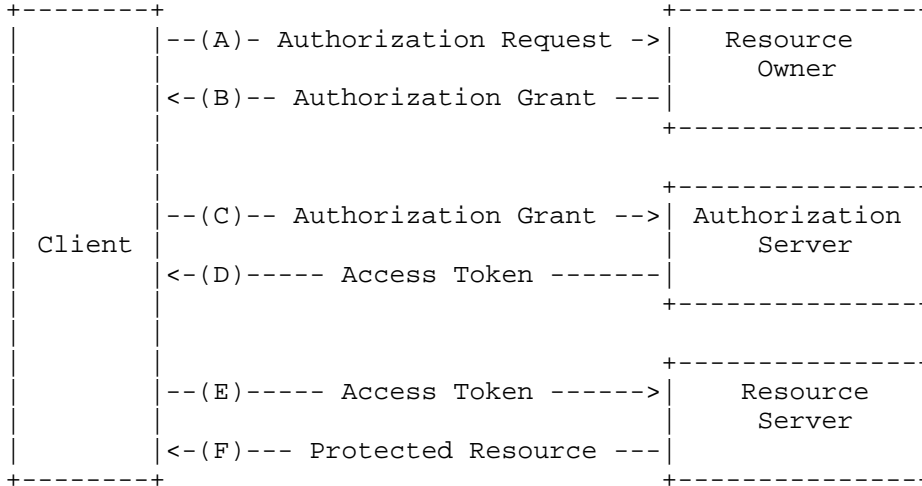 --(A)- Authorization Request ->| Resource
Owner
<-(B)-- Authorization Grant ---
--(C)-- Authorization Grant -->| Authorization
Client Server
<-(D)----- Access Token -------
--(E)----- Access Token ------>| Resource
Server
<-(F)--- Protected Resource ---